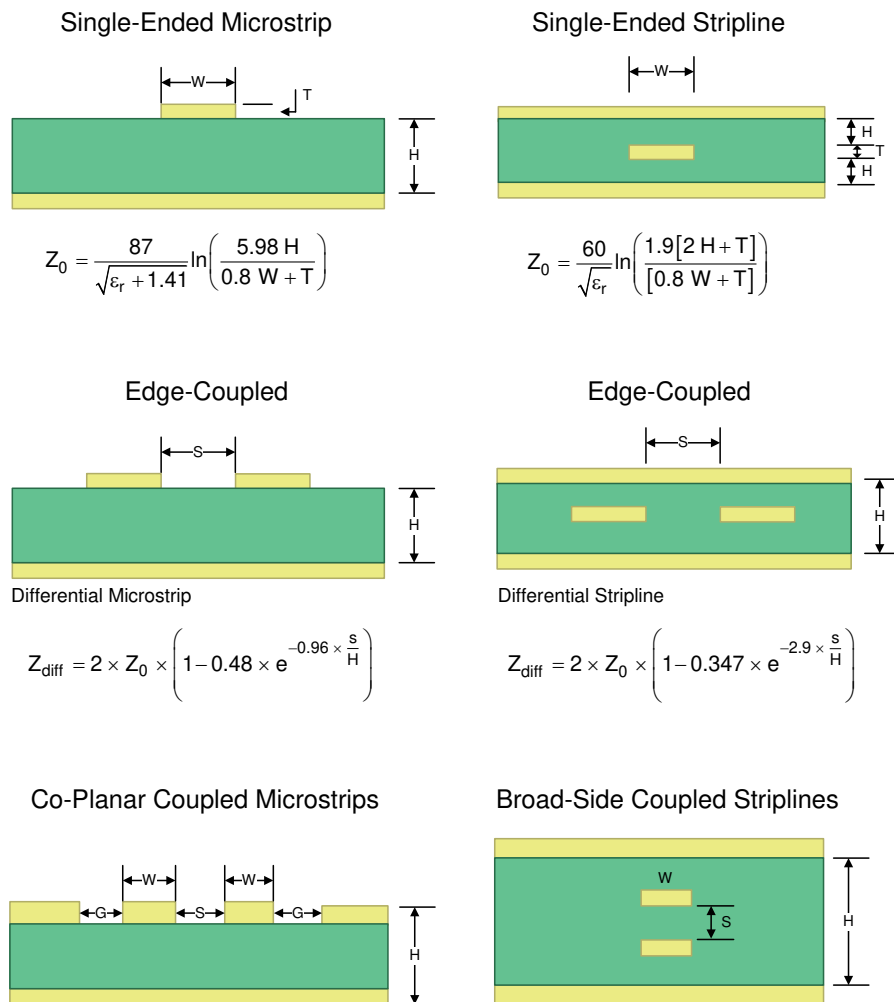 Single-Ended Microstrip
W
T
H
Z₀ = 87 / √(εᵣ + 1.41) ln(5.98 H / (0.8 W + T))
Single-Ended Stripline
W
H
T
H
Z₀ = 60 / √εᵣ ln(1.9[2 H + T] / [0.8 W + T])
Edge-Coupled
S
H
Differential Microstrip
Z_diff = 2 × Z₀ × (1 − 0.48 × e^(−0.96 × s/H))
Edge-Coupled
S
H
Differential Stripline
Z_diff = 2 × Z₀ × (1 − 0.347 × e^(−2.9 × s/H))
Co-Planar Coupled Microstrips
W W
G S G
H
Broad-Side Coupled Striplines
W
S
H